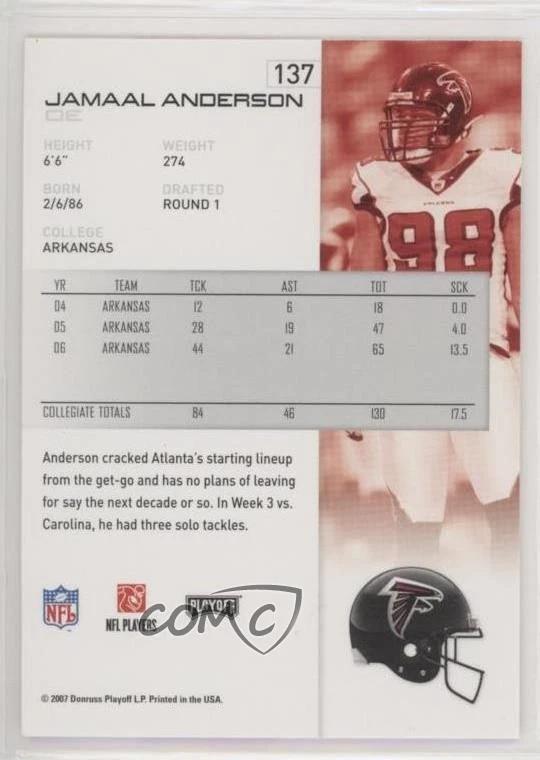 137
JAMAAL ANDERSON
DE
HEIGHT WEIGHT
6'6" 274
BORN DRAFTED
2/6/86 ROUND 1
COLLEGE
ARKANSAS
YR TEAM TCK AST TOT SCK
04 ARKANSAS 12 6 18 0.0
05 ARKANSAS 28 19 47 4.0
06 ARKANSAS 44 21 65 13.5
COLLEGIATE TOTALS 84 46 130 17.5
Anderson cracked Atlanta's starting lineup
from the get-go and has no plans of leaving
for say the next decade or so. In Week 3 vs.
Carolina, he had three solo tackles.
NFL
NFL PLAYERS
PLAYOFF
COMC
© 2007 Donruss Playoff L.P. Printed in the USA.
FALCONS
98